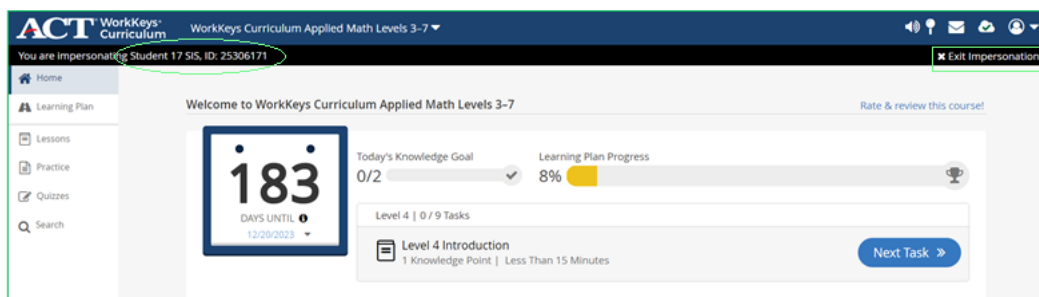 ACT WorkKeys® Curriculum
WorkKeys Curriculum Applied Math Levels 3–7
You are impersonating Student 17 SIS, ID: 25306171
✖ Exit Impersonation
Home
Learning Plan
Lessons
Practice
Quizzes
Search
Welcome to WorkKeys Curriculum Applied Math Levels 3–7
Rate & review this course!
183
DAYS UNTIL
12/20/2023
Today's Knowledge Goal
0/2
Learning Plan Progress
8%
Level 4 | 0 / 9 Tasks
Level 4 Introduction
1 Knowledge Point | Less Than 15 Minutes
Next Task »